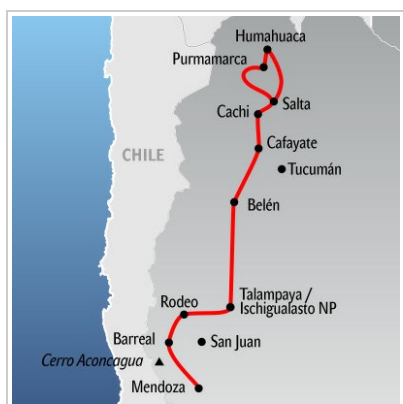 Humahuaca
Purmamarca
Salta
Cachi
CHILE
Cafayate
Tucumán
Belén
Talampaya /
Ischigualasto NP
Rodeo
Barreal
San Juan
Cerro Aconcagua
Mendoza